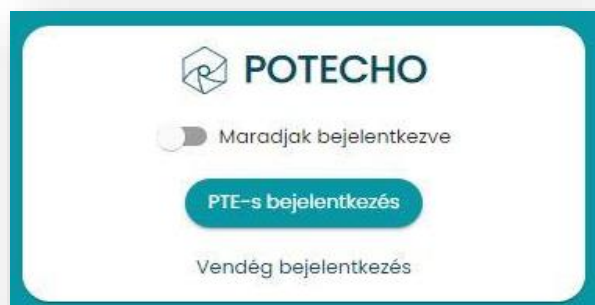 POTECHO
Maradjak bejelentkezve
PTE-s bejelentkezés
Vendég bejelentkezés